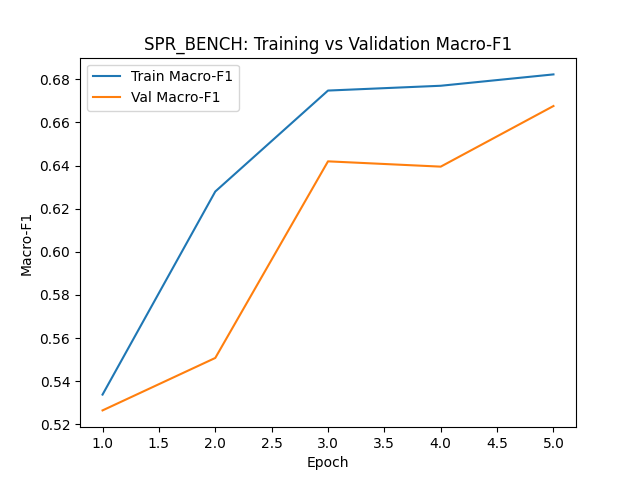 SPR_BENCH: Training vs Validation Macro-F1
Train Macro-F1
Val Macro-F1
Macro-F1
0.68
0.66
0.64
0.62
0.60
0.58
0.56
0.54
0.52
1.0 1.5 2.0 2.5 3.0 3.5 4.0 4.5 5.0
Epoch